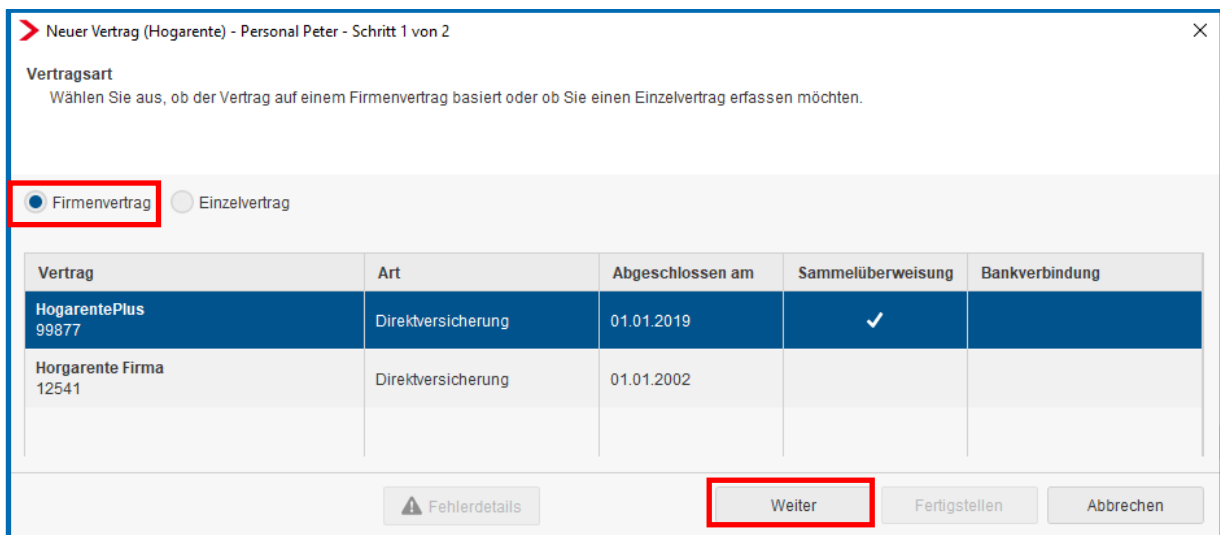 Neuer Vertrag (Hogarente) - Personal Peter - Schritt 1 von 2
Vertragsart
Wählen Sie aus, ob der Vertrag auf einem Firmenvertrag basiert oder ob Sie einen Einzelvertrag erfassen möchten.
Firmenvertrag Einzelvertrag
Vertrag Art Abgeschlossen am Sammelüberweisung Bankverbindung
HogarentePlus
99877 Direktversicherung 01.01.2019 ✓
Horgarente Firma
12541 Direktversicherung 01.01.2002
Fehlerdetails Weiter Fertigstellen Abbrechen